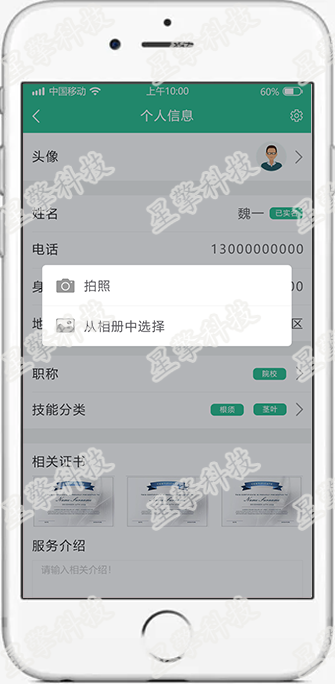 中国移动 上午10:00 60%
个人信息
头像
姓名 魏一 已实
电话 13000000000
身 00
拍照
从相册中选择
地 区
职称 院校
技能分类 根须 茎叶
相关证书
服务介绍
请输入相关介绍!
星擎科技